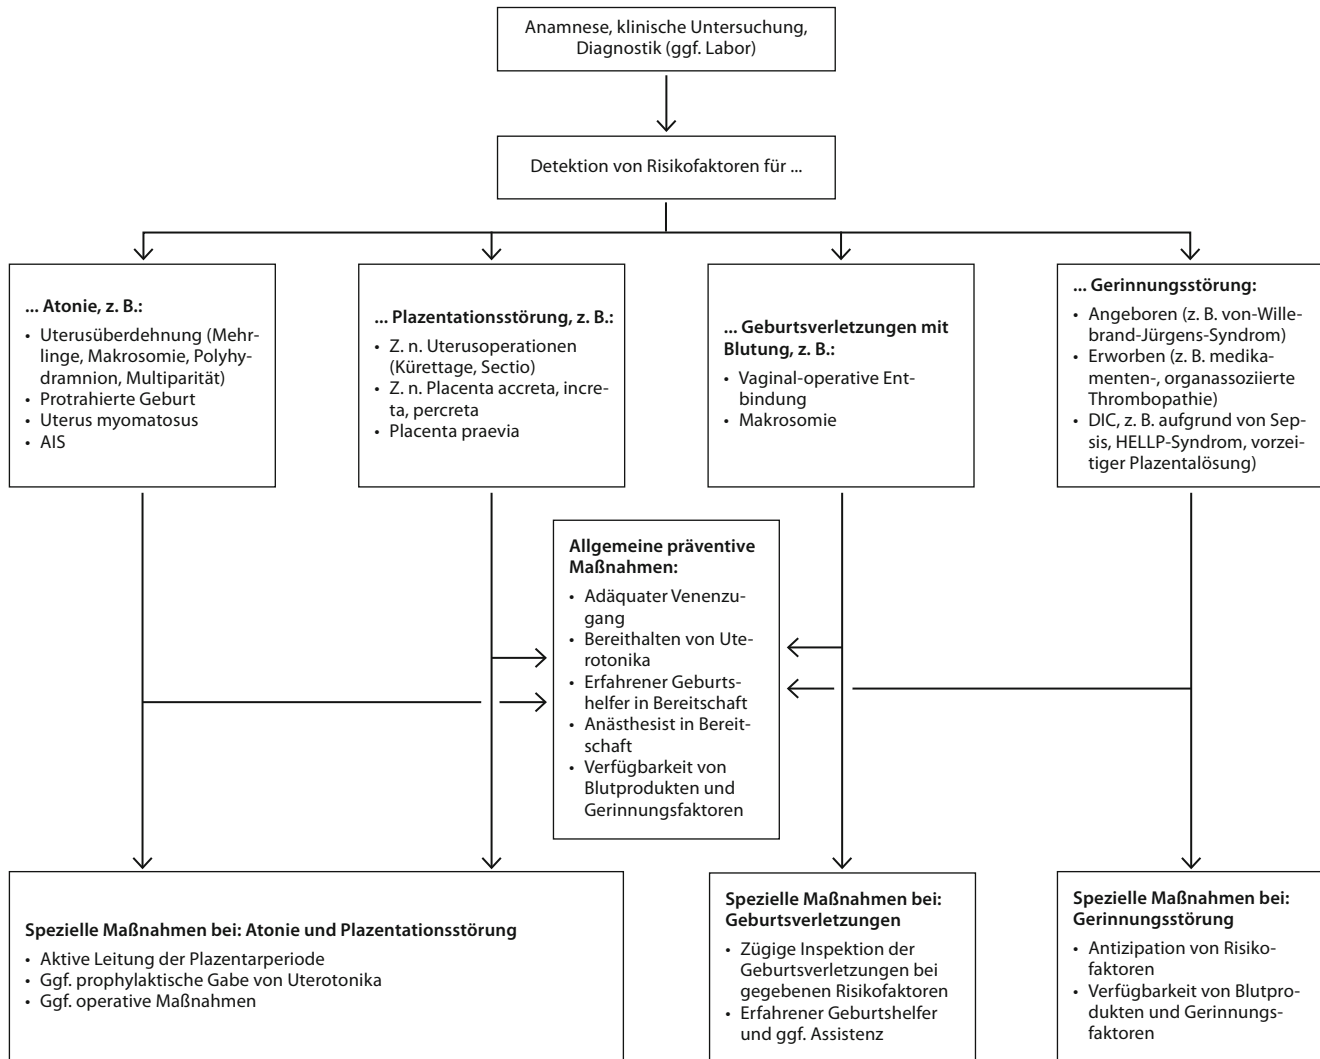 Anamnese, klinische Untersuchung,
Diagnostik (ggf. Labor)
Detektion von Risikofaktoren für ...
... Atonie, z. B.:
• Uterusüberdehnung (Mehr-
linge, Makrosomie, Polyhy-
dramnion, Multiparität)
• Protrahierte Geburt
• Uterus myomatosus
• AIS
... Plazentationsstörung, z. B.:
• Z. n. Uterusoperationen
(Kürettage, Sectio)
• Z. n. Placenta accreta, incre-
ta, percreta
• Placenta praevia
... Geburtsverletzungen mit
Blutung, z. B.:
• Vaginal-operative Ent-
bindung
• Makrosomie
... Gerinnungsstörung:
• Angeboren (z. B. von-Wille-
brand-Jürgens-Syndrom)
• Erworben (z. B. medika-
menten-, organassoziierte
Thrombopathie)
• DIC, z. B. aufgrund von Sep-
sis, HELLP-Syndrom, vorzei-
tiger Plazentalösung)
Allgemeine präventive
Maßnahmen:
• Adäquater Venenzu-
gang
• Bereithalten von Ute-
rotonika
• Erfahrener Geburts-
helfer in Bereitschaft
• Anästhesist in Bereit-
schaft
• Verfügbarkeit von
Blutprodukten und
Gerinnungsfaktoren
Spezielle Maßnahmen bei: Atonie und Plazentationsstörung
• Aktive Leitung der Plazentarperiode
• Ggf. prophylaktische Gabe von Uterotonika
• Ggf. operative Maßnahmen
Spezielle Maßnahmen bei:
Geburtsverletzungen
• Zügige Inspektion der
Geburtsverletzungen bei
gegebenen Risikofaktoren
• Erfahrener Geburtshelfer
und ggf. Assistenz
Spezielle Maßnahmen bei:
Gerinnungsstörung
• Antizipation von Risiko-
faktoren
• Verfügbarkeit von Blutpro-
dukten und Gerinnungs-
faktoren